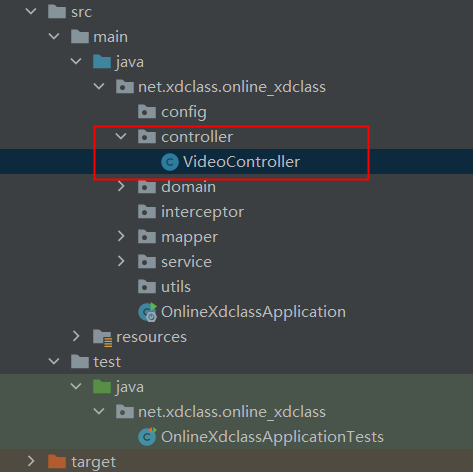 src
main
java
net.xdclass.online_xdclass
config
controller
VideoController
domain
interceptor
mapper
service
utils
OnlineXdclassApplication
resources
test
java
net.xdclass.online_xdclass
OnlineXdclassApplicationTests
target